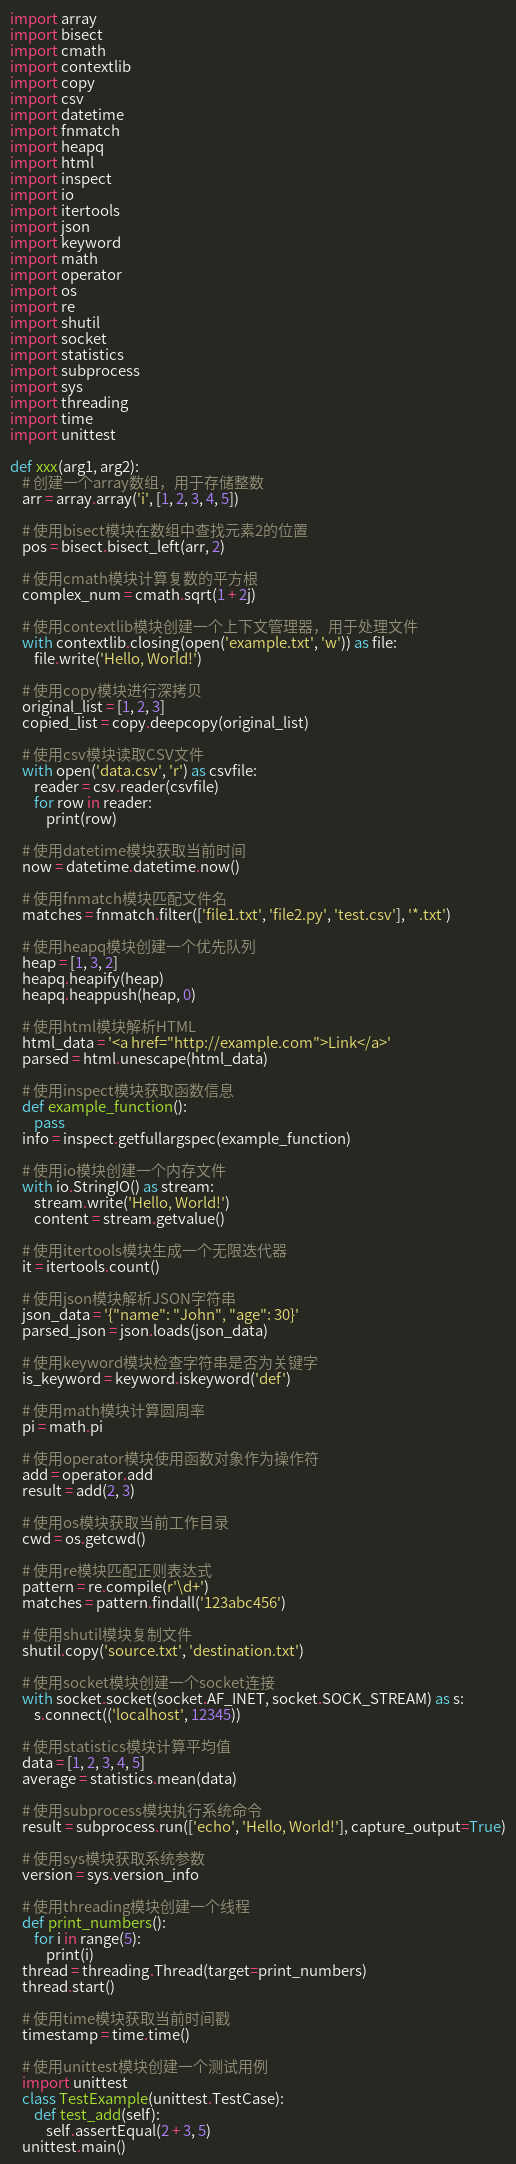 import array
import bisect
import cmath
import contextlib
import copy
import csv
import datetime
import fnmatch
import heapq
import html
import inspect
import io
import itertools
import json
import keyword
import math
import operator
import os
import re
import shutil
import socket
import statistics
import subprocess
import sys
import threading
import time
import unittest

def xxx(arg1, arg2):
    # 创建一个array数组，用于存储整数
    arr = array.array('i', [1, 2, 3, 4, 5])

    # 使用bisect模块在数组中查找元素2的位置
    pos = bisect.bisect_left(arr, 2)

    # 使用cmath模块计算复数的平方根
    complex_num = cmath.sqrt(1 + 2j)

    # 使用contextlib模块创建一个上下文管理器，用于处理文件
    with contextlib.closing(open('example.txt', 'w')) as file:
        file.write('Hello, World!')

    # 使用copy模块进行深拷贝
    original_list = [1, 2, 3]
    copied_list = copy.deepcopy(original_list)

    # 使用csv模块读取CSV文件
    with open('data.csv', 'r') as csvfile:
        reader = csv.reader(csvfile)
        for row in reader:
            print(row)

    # 使用datetime模块获取当前时间
    now = datetime.datetime.now()

    # 使用fnmatch模块匹配文件名
    matches = fnmatch.filter(['file1.txt', 'file2.py', 'test.csv'], '*.txt')

    # 使用heapq模块创建一个优先队列
    heap = [1, 3, 2]
    heapq.heapify(heap)
    heapq.heappush(heap, 0)

    # 使用html模块解析HTML
    html_data = '<a href="http://example.com">Link</a>'
    parsed = html.unescape(html_data)

    # 使用inspect模块获取函数信息
    def example_function():
        pass
    info = inspect.getfullargspec(example_function)

    # 使用io模块创建一个内存文件
    with io.StringIO() as stream:
        stream.write('Hello, World!')
        content = stream.getvalue()

    # 使用itertools模块生成一个无限迭代器
    it = itertools.count()

    # 使用json模块解析JSON字符串
    json_data = '{"name": "John", "age": 30}'
    parsed_json = json.loads(json_data)

    # 使用keyword模块检查字符串是否为关键字
    is_keyword = keyword.iskeyword('def')

    # 使用math模块计算圆周率
    pi = math.pi

    # 使用operator模块使用函数对象作为操作符
    add = operator.add
    result = add(2, 3)

    # 使用os模块获取当前工作目录
    cwd = os.getcwd()

    # 使用re模块匹配正则表达式
    pattern = re.compile(r'\d+')
    matches = pattern.findall('123abc456')

    # 使用shutil模块复制文件
    shutil.copy('source.txt', 'destination.txt')

    # 使用socket模块创建一个socket连接
    with socket.socket(socket.AF_INET, socket.SOCK_STREAM) as s:
        s.connect(('localhost', 12345))

    # 使用statistics模块计算平均值
    data = [1, 2, 3, 4, 5]
    average = statistics.mean(data)

    # 使用subprocess模块执行系统命令
    result = subprocess.run(['echo', 'Hello, World!'], capture_output=True)

    # 使用sys模块获取系统参数
    version = sys.version_info

    # 使用threading模块创建一个线程
    def print_numbers():
        for i in range(5):
            print(i)
    thread = threading.Thread(target=print_numbers)
    thread.start()

    # 使用time模块获取当前时间戳
    timestamp = time.time()

    # 使用unittest模块创建一个测试用例
    import unittest
    class TestExample(unittest.TestCase):
        def test_add(self):
            self.assertEqual(2 + 3, 5)
    unittest.main()